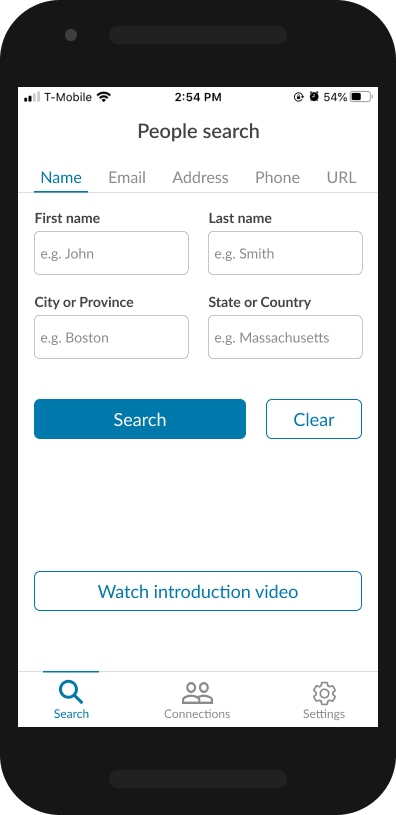 T-Mobile 2:54 PM 54%
People search
Name Email Address Phone URL
First name Last name
e.g. John e.g. Smith
City or Province State or Country
e.g. Boston e.g. Massachusetts
Search Clear
Watch introduction video
Search Connections Settings